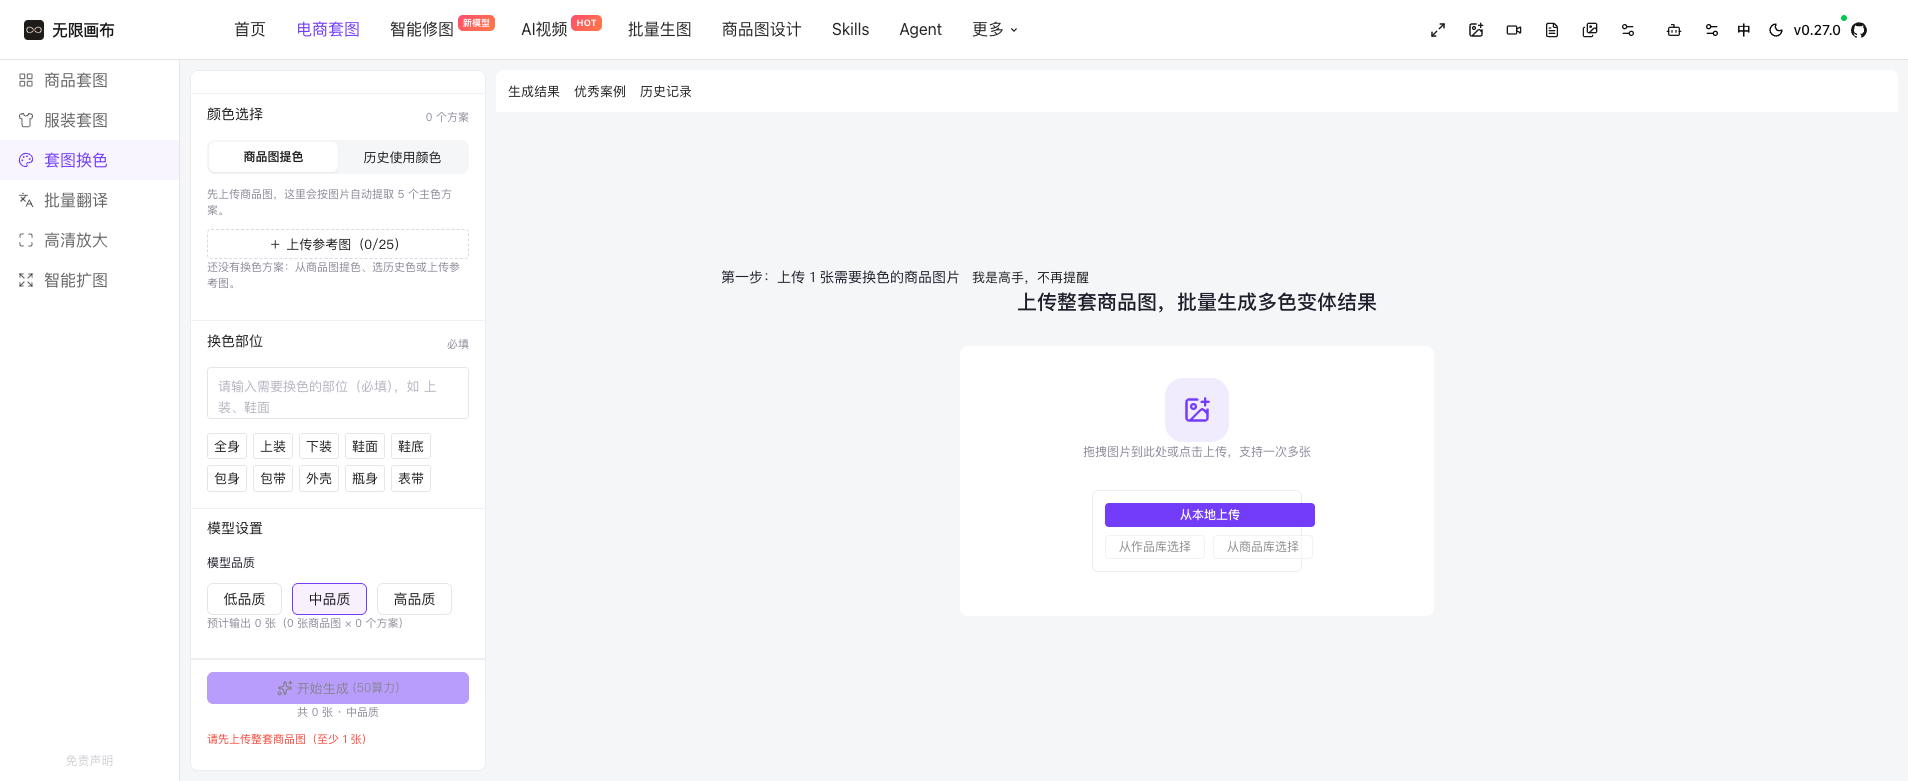 无限画布
首页 电商套图 智能修图 新模型 AI视频 HOT 批量生图 商品图设计 Skills Agent 更多
中 v0.27.0
商品套图
服装套图
套图换色
批量翻译
高清放大
智能扩图
免责声明
颜色选择 0 个方案
商品图提色 历史使用颜色
先上传商品图，这里会按图片自动提取 5 个主色方
案。
+ 上传参考图（0/25）
还没有换色方案：从商品图提色、选历史色或上传参
考图。
换色部位 必填
请输入需要换色的部位（必填），如 上
装、鞋面
全身 上装 下装 鞋面 鞋底
包身 包带 外壳 瓶身 表带
模型设置
模型品质
低品质 中品质 高品质
预计输出 0 张（0 张商品图 × 0 个方案）
开始生成 (50算力)
共 0 张 · 中品质
请先上传整套商品图（至少 1 张）
生成结果 优秀案例 历史记录
第一步：上传 1 张需要换色的商品图片 我是高手，不再提醒
上传整套商品图，批量生成多色变体结果
拖拽图片到此处或点击上传，支持一次多张
从本地上传
从作品库选择 从商品库选择